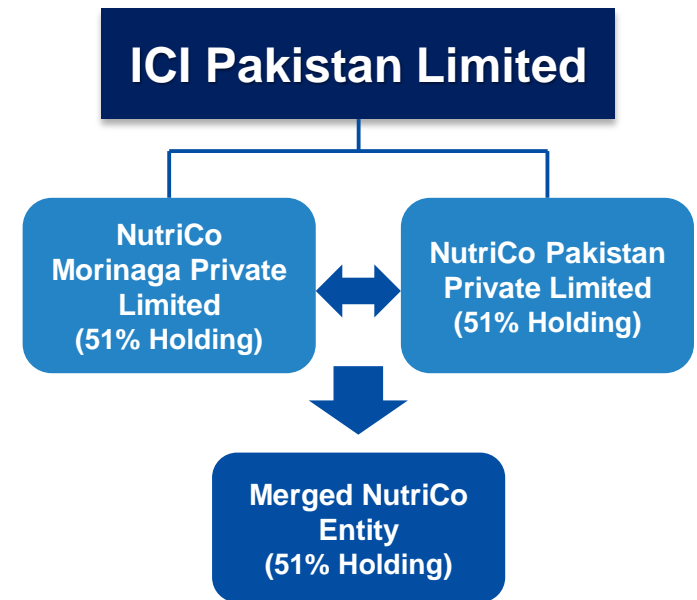 ICI Pakistan Limited
NutriCo
Morinaga Private
Limited
(51% Holding)
NutriCo Pakistan
Private Limited
(51% Holding)
Merged NutriCo
Entity
(51% Holding)